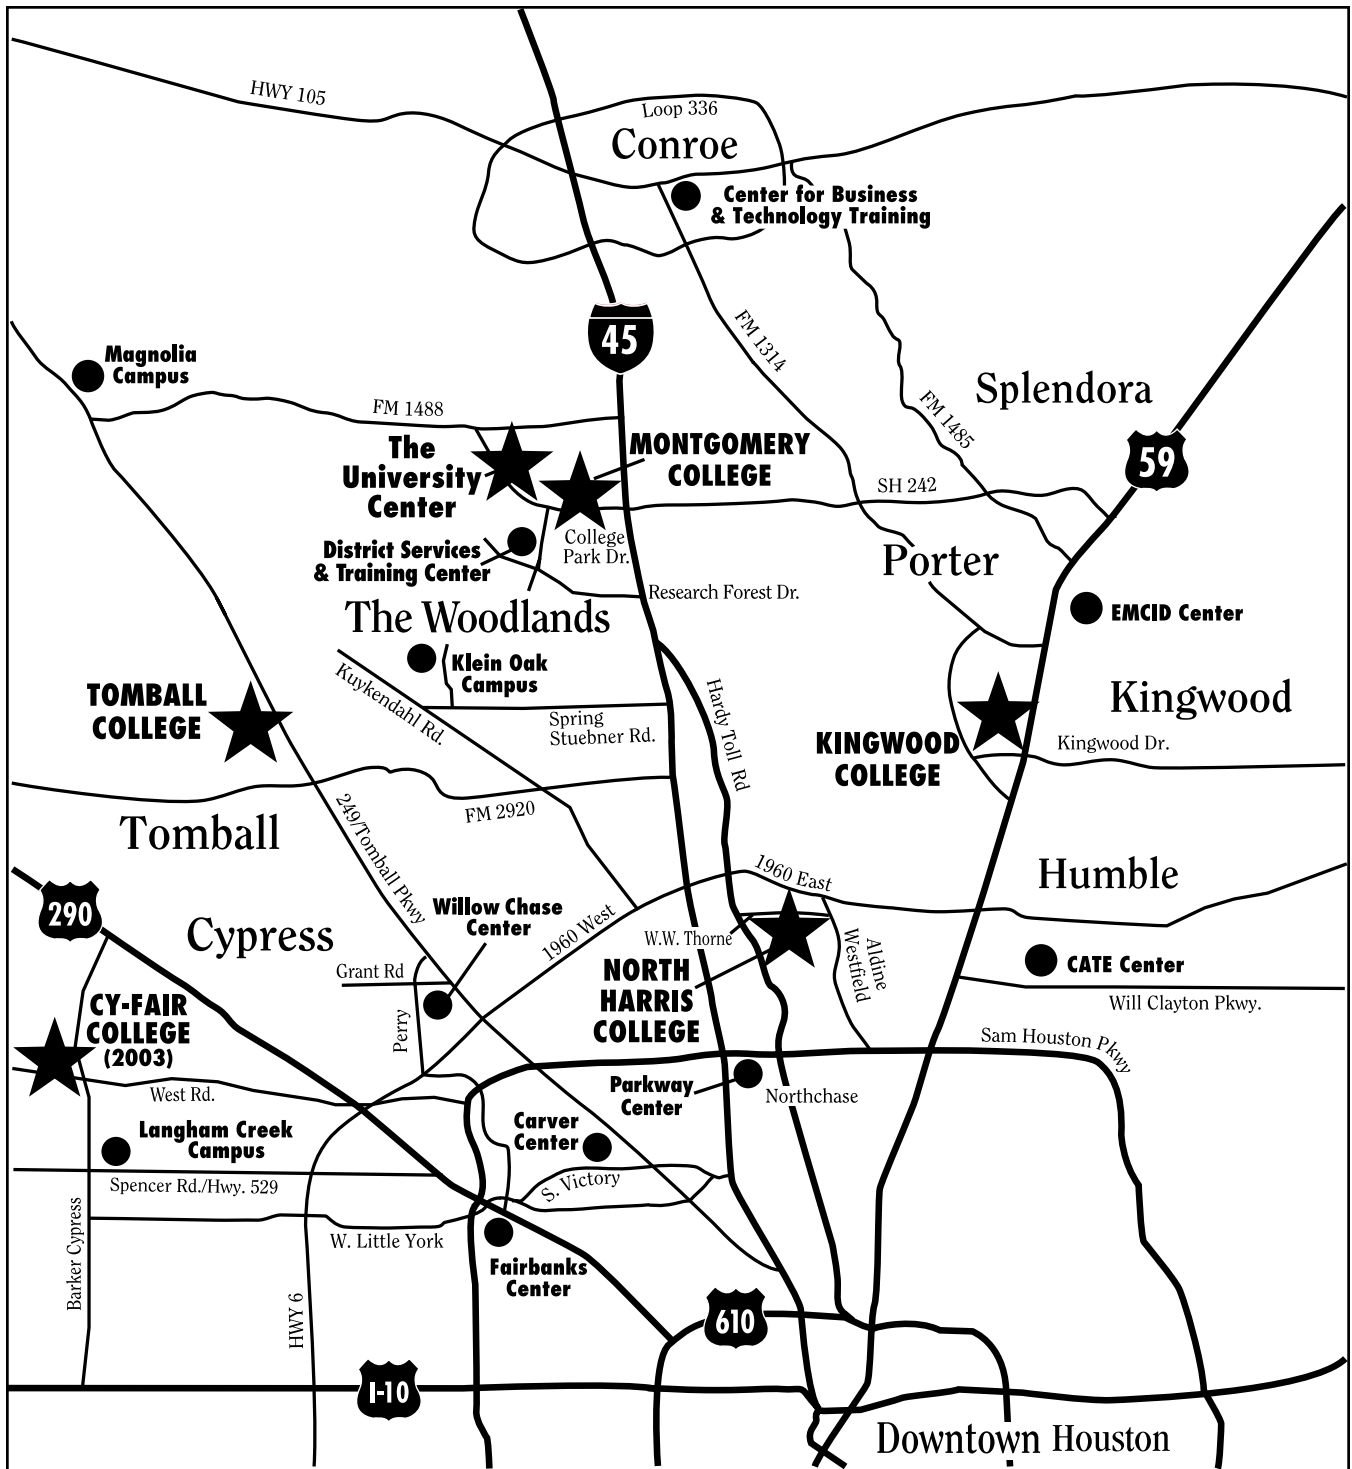 HWY 105
Loop 336
Conroe
Center for Business
& Technology Training
45
FM 1314
Magnolia
Campus
FM 1488
Splendora
FM 1485
59
The
University
Center
MONTGOMERY
COLLEGE
SH 242
College
Park Dr.
District Services
& Training Center
Porter
Research Forest Dr.
EMCID Center
The Woodlands
Klein Oak
Campus
Kuykendahl Rd.
Hardy Toll Rd
TOMBALL
COLLEGE
Spring
Stuebner Rd.
Kingwood
KINGWOOD
COLLEGE
Kingwood Dr.
249/Tomball Pkwy
FM 2920
Tomball
1960 East
Humble
290
Cypress
Willow Chase
Center
1960 West
W.W. Thorne
Aldine
Westfield
Grant Rd
NORTH
HARRIS
COLLEGE
CATE Center
Will Clayton Pkwy.
CY-FAIR
COLLEGE
(2003)
Perry
Sam Houston Pkwy
West Rd.
Parkway
Center
Northchase
Langham Creek
Campus
Carver
Center
Spencer Rd./Hwy. 529
S. Victory
W. Little York
Barker Cypress
HWY 6
Fairbanks
Center
610
I-10
Downtown Houston